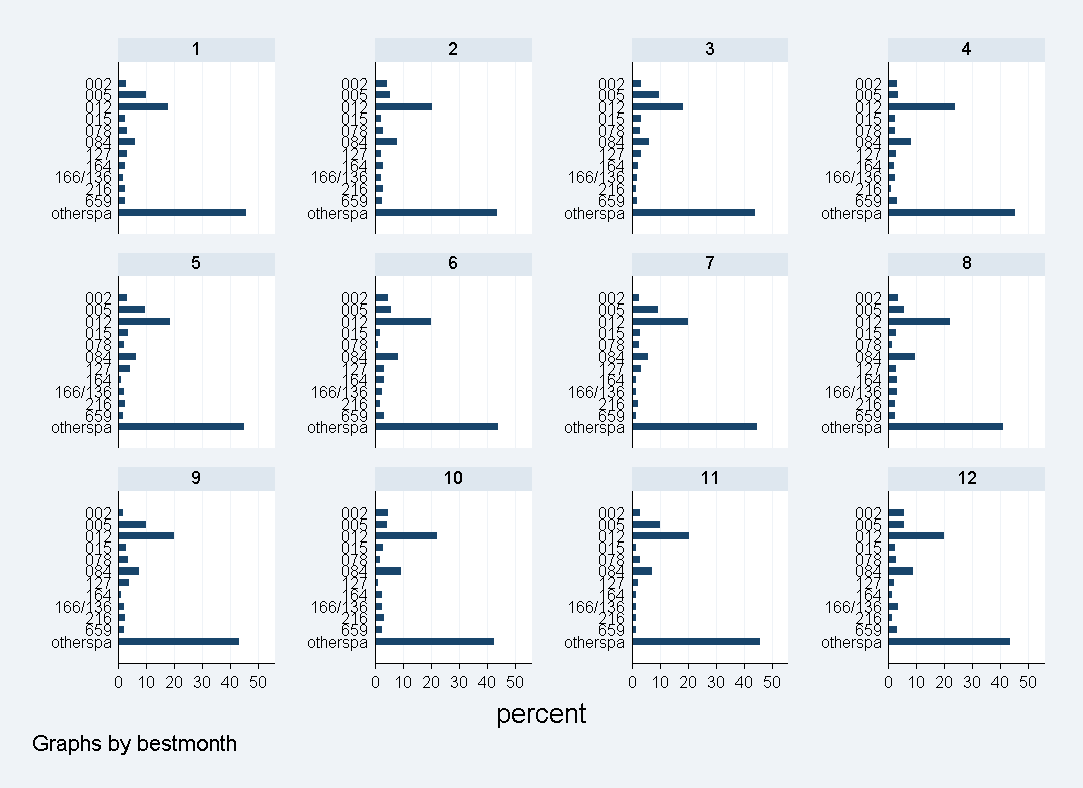 1 2 3 4
002 002 002 002
005 005 005 005
012 012 012 012
015 015 015 015
078 078 078 078
084 084 084 084
127 127 127 127
164 164 164 164
166/136 166/136 166/136 166/136
216 216 216 216
659 659 659 659
otherspa otherspa otherspa otherspa
5 6 7 8
002 002 002 002
005 005 005 005
012 012 012 012
015 015 015 015
078 078 078 078
084 084 084 084
127 127 127 127
164 164 164 164
166/136 166/136 166/136 166/136
216 216 216 216
659 659 659 659
otherspa otherspa otherspa otherspa
9 10 11 12
002 002 002 002
005 005 005 005
012 012 012 012
015 015 015 015
078 078 078 078
084 084 084 084
127 127 127 127
164 164 164 164
166/136 166/136 166/136 166/136
216 216 216 216
659 659 659 659
otherspa otherspa otherspa otherspa
0 10 20 30 40 50 0 10 20 30 40 50 0 10 20 30 40 50 0 10 20 30 40 50
percent
Graphs by bestmonth